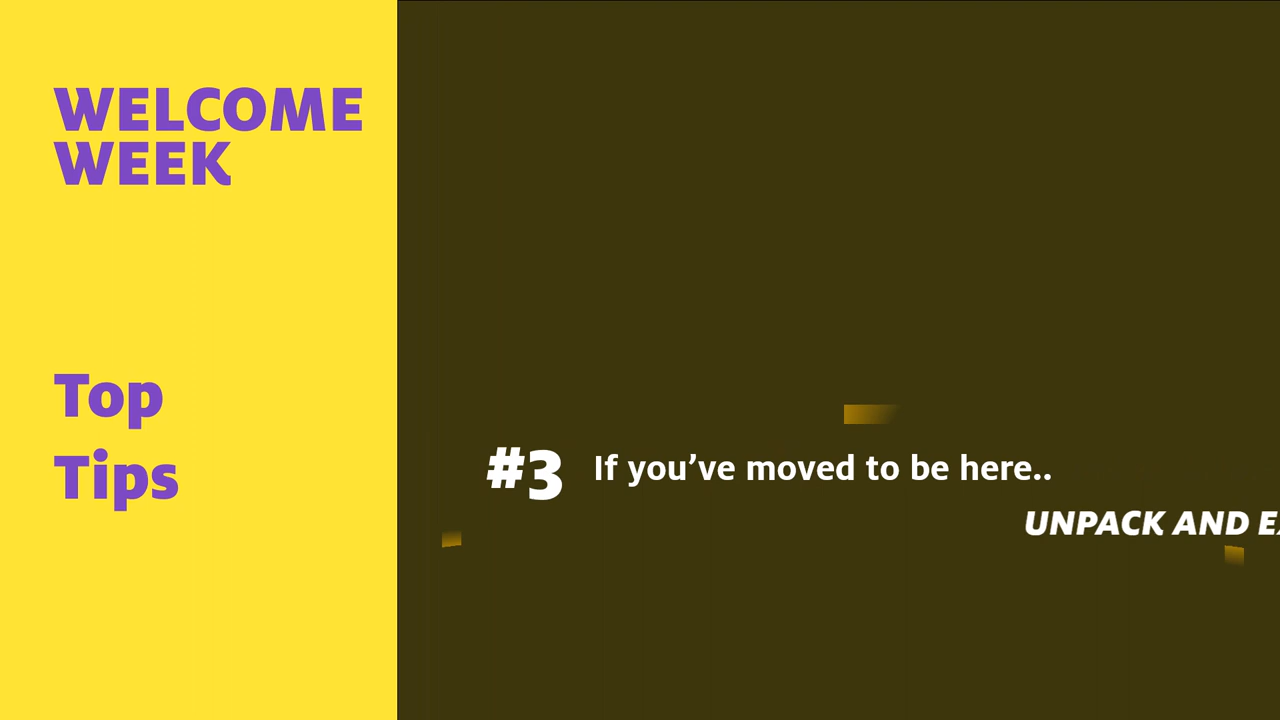 WELCOME
WEEK
Top
Tips
#3 If you’ve moved to be here..
UNPACK AND